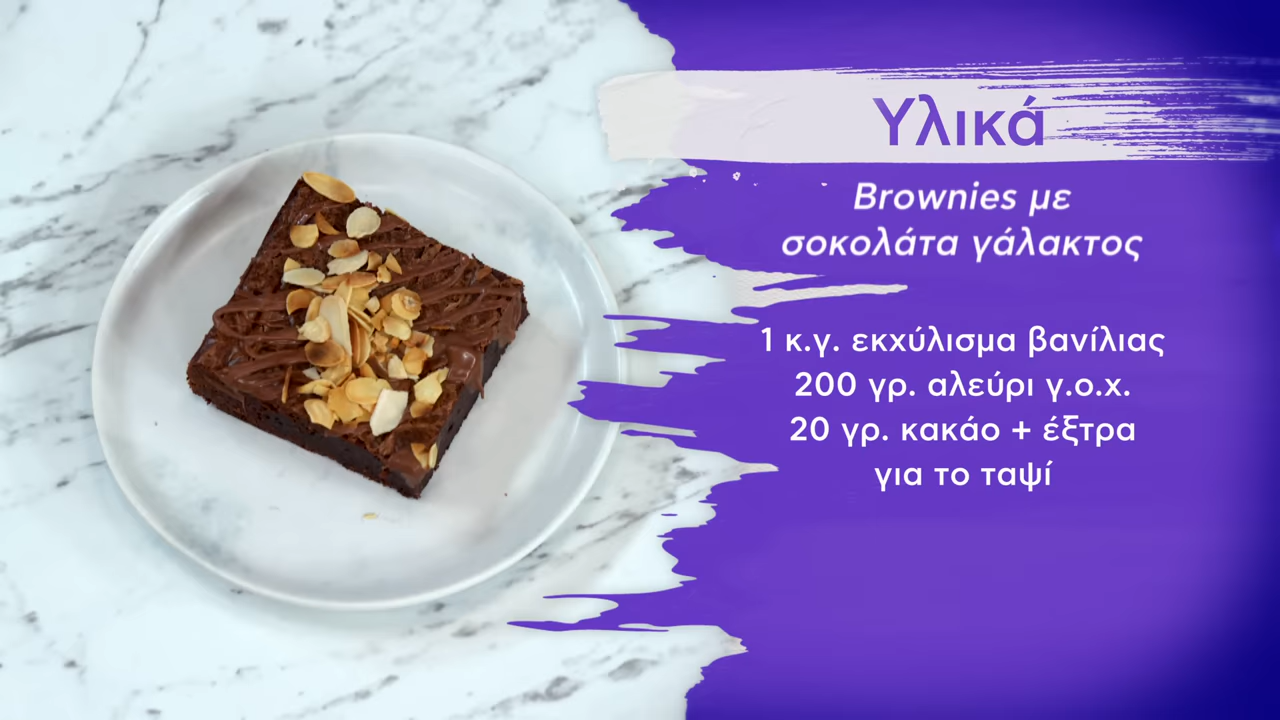 Υλικά
Brownies με
σοκολάτα γάλακτος
1 κ.γ. εκχύλισμα βανίλιας
200 γρ. αλεύρι γ.ο.χ.
20 γρ. κακάο + έξτρα
για το ταψί